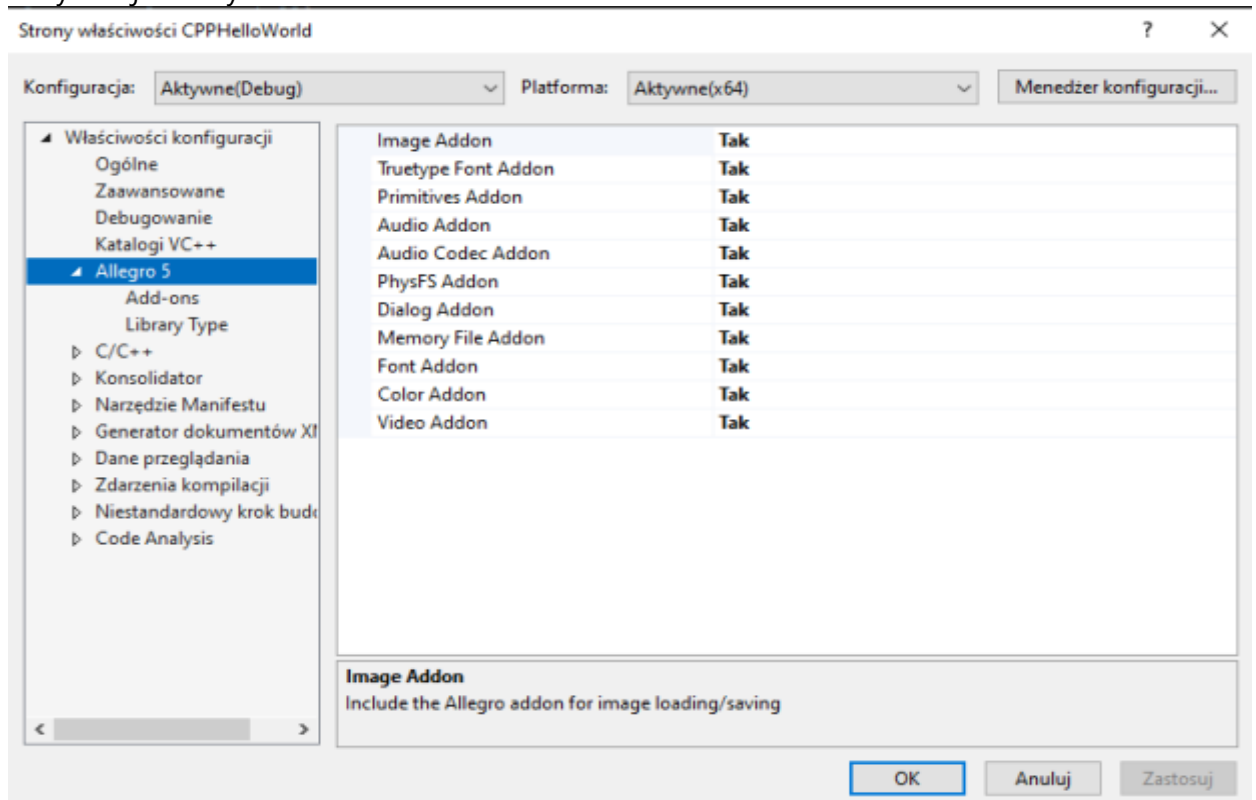 Strony właściwości CPPHelloWorld ? ×
Konfiguracja: Aktywne(Debug) Platforma: Aktywne(x64) Menedżer konfiguracji...
Właściwości konfiguracji
Ogólne
Zaawansowane
Debugowanie
Katalogi VC++
Allegro 5
Add-ons
Library Type
C/C++
Konsolidator
Narzędzie Manifestu
Generator dokumentów
Dane przeglądania
Zdarzenia kompilacji
Niestandardowy krok
Code Analysis
Image Addon Tak
Truetype Font Addon Tak
Primitives Addon Tak
Audio Addon Tak
Audio Codec Addon Tak
PhysFS Addon Tak
Dialog Addon Tak
Memory File Addon Tak
Font Addon Tak
Color Addon Tak
Video Addon Tak
Image Addon
Include the Allegro addon for image loading/saving
OK Anuluj Zastosuj